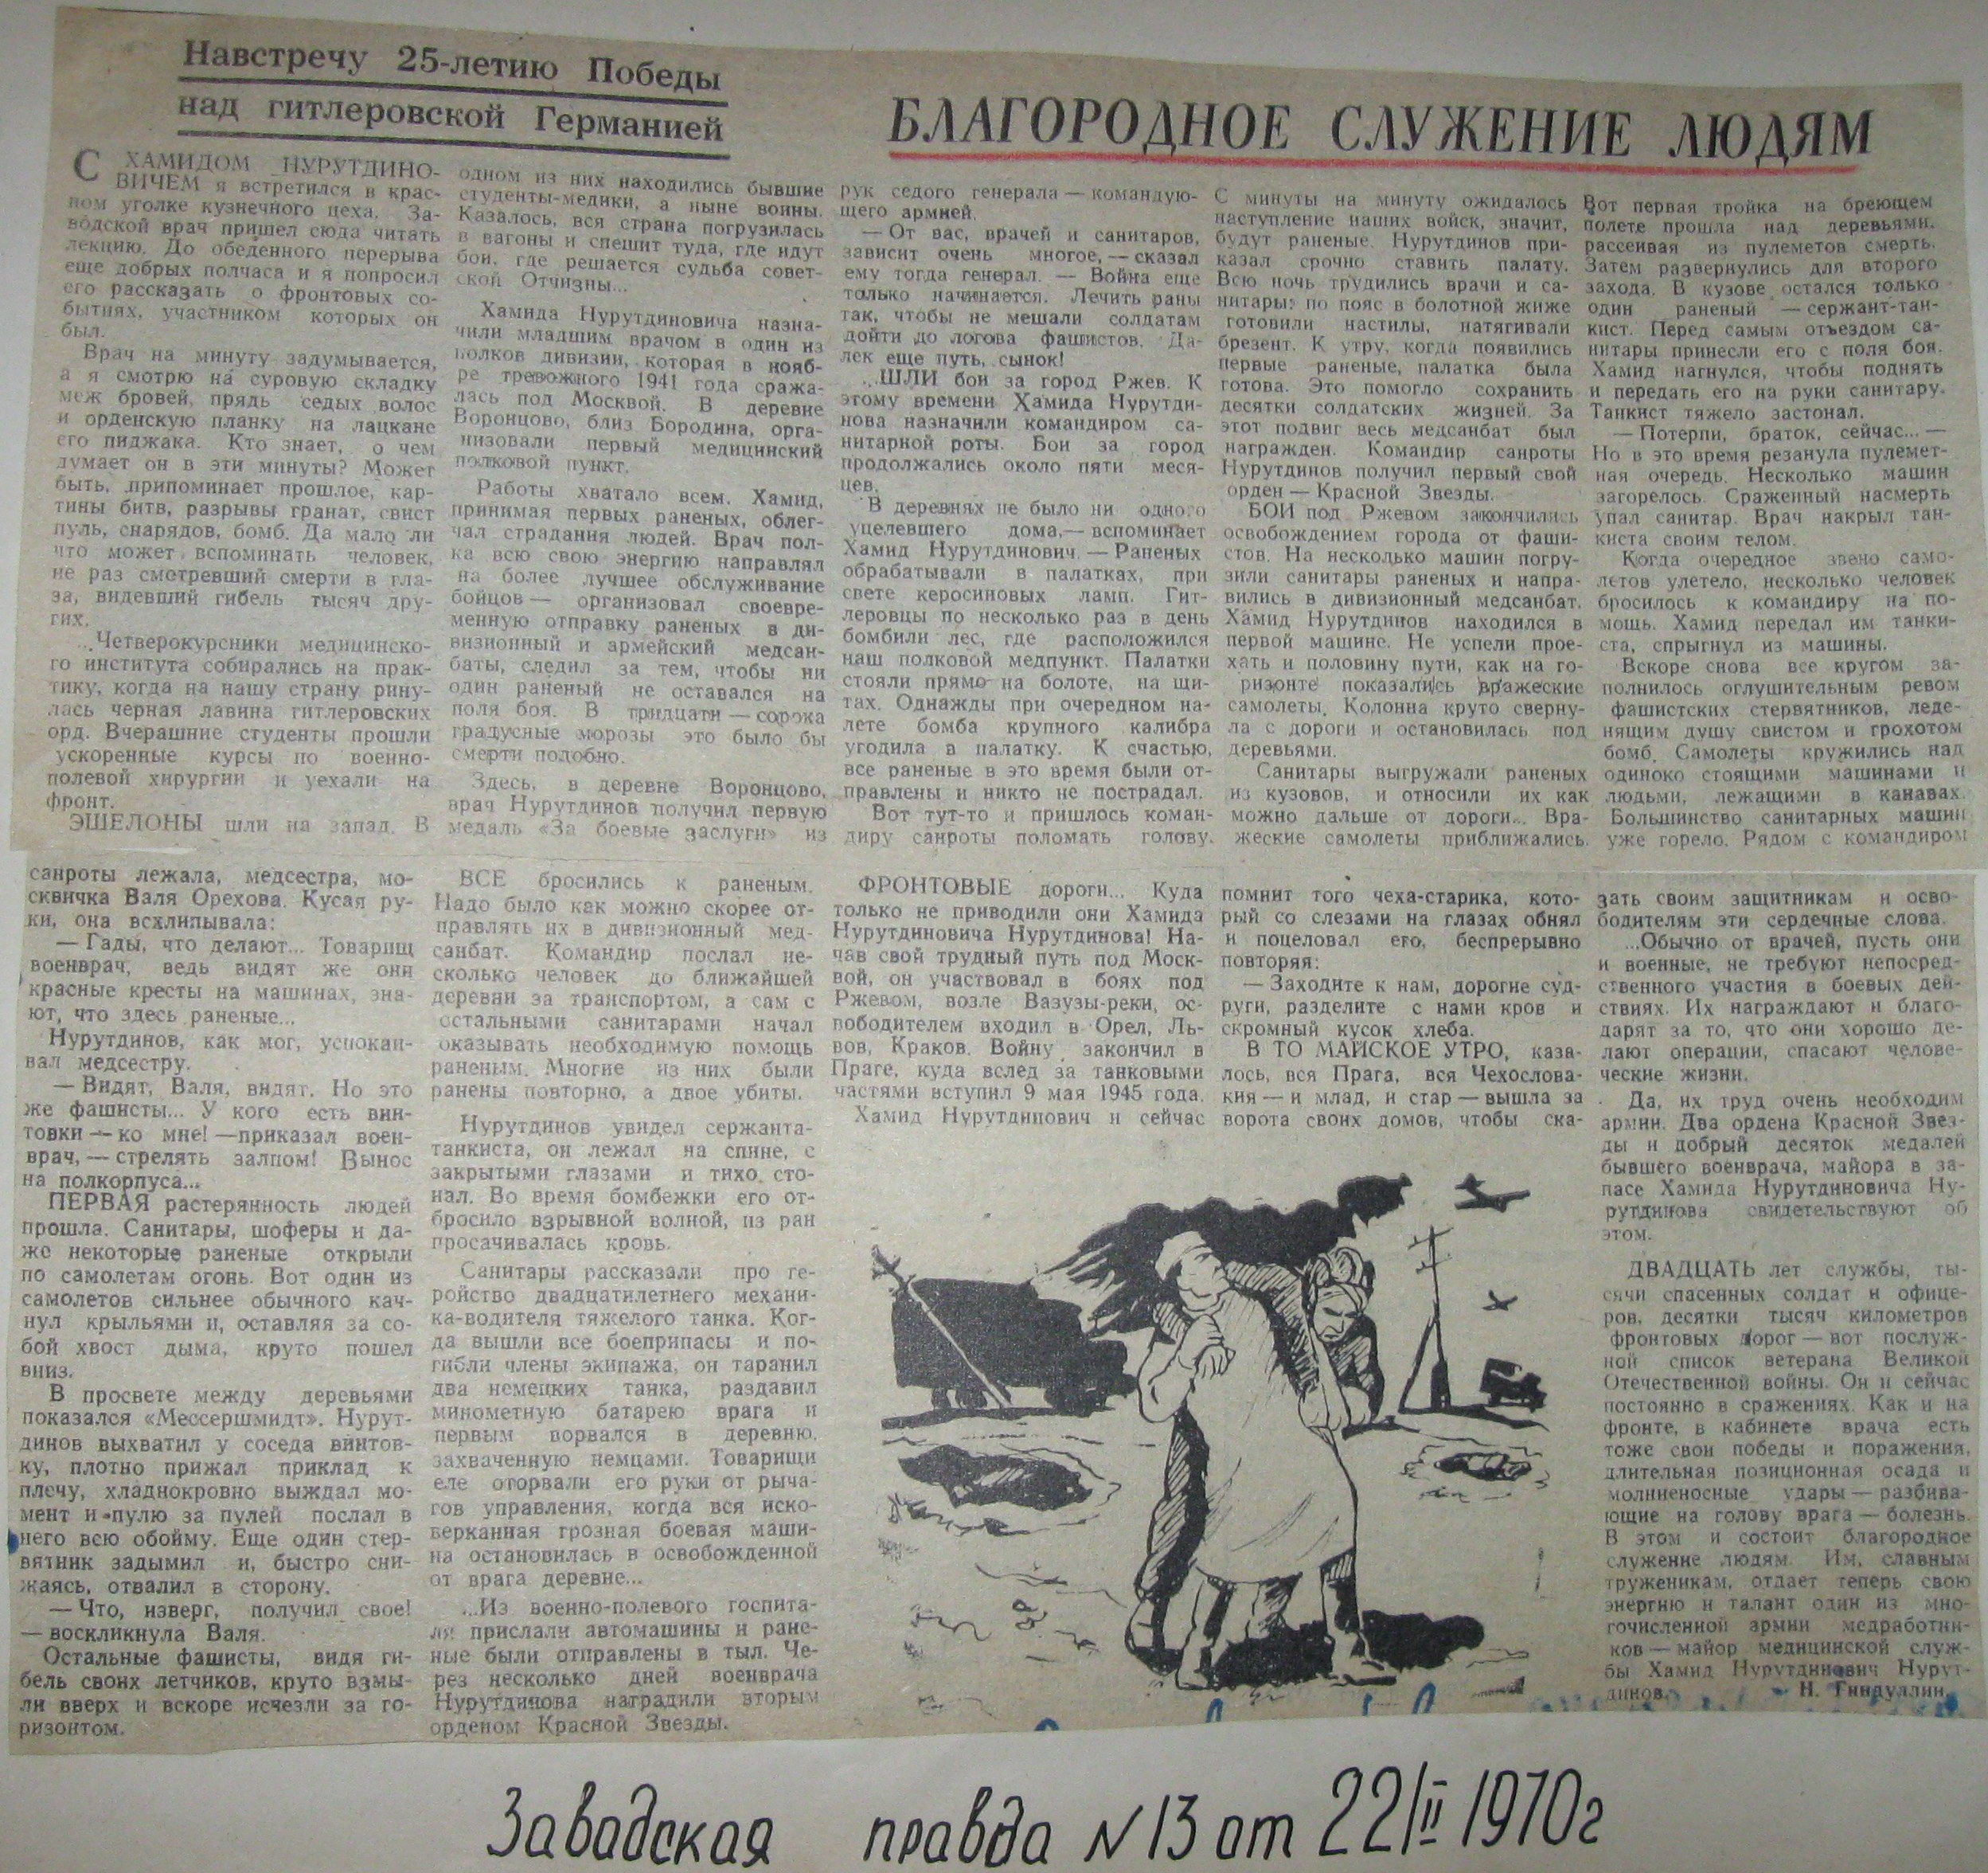 Навстречу 25-летию Победы
над гитлеровской Германией
БЛАГОРОДНОЕ СЛУЖЕНИЕ ЛЮДЯМ
С ХАМИДОМ НУРУТДИНО-
ВИЧЕМ я встретился в крас-
ном уголке кузнечного цеха. За-
водской врач пришел сюда читать
лекцию. До обеденного перерыва
еще добрых полчаса и я попросил
его рассказать о фронтовых со-
бытиях, участником которых он
был.
Врач на минуту задумывается,
а я смотрю на суровую складку
меж бровей, прядь седых волос
и орденскую планку на лацкане
его пиджака. Кто знает, о чем
думает он в эти минуты? Может
быть, припоминает прошлое, кар-
тины битв, разрывы гранат, свист
пуль, снарядов, бомб. Да мало ли
что может вспоминать человек,
не раз смотревший смерти в гла-
за, видевший гибель тысяч дру-
гих.
...Четверокурсники медицинско-
го института собирались на прак-
тику, когда на нашу страну рину-
лась черная лавина гитлеровских
орд. Вчерашние студенты прошли
ускоренные курсы по военно-
полевой хирургии и уехали на
фронт.
ЭШЕЛОНЫ шли на запад. В
одном из них находились бывшие
студенты-медики, а ныне воины.
Казалось, вся страна погрузилась
в вагоны и спешит туда, где идут
бои, где решается судьба совет-
ской Отчизны...
Хамида Нурутдиновича назна-
чили младшим врачом в один из
полков дивизии, которая в нояб-
ре тревожного 1941 года сража-
лась под Москвой. В деревне
Воронцово, близ Бородина, орга-
низовали первый медицинский
полковой пункт.
Работы хватало всем. Хамид,
принимая первых раненых, облег-
чал страдания людей. Врач пол-
ка всю свою энергию направлял
на более лучшее обслуживание
бойцов — организовал своевре-
менную отправку раненых в ди-
визионный и армейский медсан-
баты, следил за тем, чтобы ни
один раненый не оставался на
поля боя. В тридцати — сорока
градусные морозы это было бы
смерти подобно.
Здесь, в деревне Воронцово,
врач Нурутдинов получил первую
медаль «За боевые заслуги» из
рук седого генерала — командую-
щего армией.
— От вас, врачей и санитаров,
зависит очень многое, — сказал
ему тогда генерал. — Война еще
только начинается. Лечить раны
так, чтобы не мешали солдатам
дойти до логова фашистов. Да-
лек еще путь, сынок!
...ШЛИ бои за город Ржев. К
этому времени Хамида Нурутди-
нова назначили командиром са-
нитарной роты. Бои за город
продолжались около пяти меся-
цев.
В деревнях не было ни одного
уцелевшего дома,— вспоминает
Хамид Нурутдинович. — Раненых
обрабатывали в палатках, при
свете керосиновых ламп. Гит-
леровцы по несколько раз в день
бомбили лес, где расположился
наш полковой медпункт. Палатки
стояли прямо на болоте, на щи-
тах. Однажды при очередном на-
лете бомба крупного калибра
угодила в палатку. К счастью,
все раненые в это время были от-
правлены и никто не пострадал.
Вот тут-то и пришлось коман-
диру санроты поломать голову.
С минуты на минуту ожидалось
наступление наших войск, значит,
будут раненые. Нурутдинов при-
казал срочно ставить палату.
Всю ночь трудились врачи и са-
нитары: по пояс в болотной жиже
готовили настилы, натягивали
брезент. К утру, когда появились
первые раненые, палатка была
готова. Это помогло сохранить
десятки солдатских жизней. За
этот подвиг весь медсанбат был
награжден. Командир санроты
Нурутдинов получил первый свой
орден — Красной Звезды.
БОИ под Ржевом закончились
освобождением города от фаши-
стов. На несколько машин погру-
зили санитары раненых и напра-
вились в дивизионный медсанбат.
Хамид Нурутдинов находился в
первой машине. Не успели прое-
хать и половину пути, как на го-
ризонте показались вражеские
самолеты. Колонна круто сверну-
ла с дороги и остановилась под
деревьями.
Санитары выгружали раненых
из кузовов, и относили их как
можно дальше от дороги... Вра-
жеские самолеты приближались.
Вот первая тройка на бреющем
полете прошла над деревьями,
рассеивая из пулеметов смерть.
Затем развернулись для второго
захода. В кузове остался только
один раненый — сержант-тан-
кист. Перед самым отъездом са-
нитары принесли его с поля боя.
Хамид нагнулся, чтобы поднять
и передать его на руки санитару.
Танкист тяжело застонал.
— Потерпи, браток, сейчас... —
Но в это время резанула пулемет-
ная очередь. Несколько машин
загорелось. Сраженный насмерть
упал санитар. Врач накрыл тан-
киста своим телом.
Когда очередное звено само-
летов улетело, несколько человек
бросилось к командиру на по-
мощь. Хамид передал им танки-
ста, спрыгнул из машины.
Вскоре снова все кругом за-
полнилось оглушительным ревом
фашистских стервятников, леде-
нящим душу свистом и грохотом
бомб. Самолеты кружились над
одиноко стоящими машинами и
людьми, лежащими в канавах.
Большинство санитарных машин
уже горело. Рядом с командиром
санроты лежала, медсестра, мо-
сквичка Валя Орехова. Кусая ру-
ки, она всхлипывала:
— Гады, что делают... Товарищ
военврач, ведь видят же они
красные кресты на машинах, зна-
ют, что здесь раненые...
Нурутдинов, как мог, успокаи-
вал медсестру.
— Видят, Валя, видят. Но это
же фашисты... У кого есть вин-
товки — ко мне! —приказал воен-
врач, — стрелять залпом! Вынос
на полкорпуса...
ПЕРВАЯ растерянность людей
прошла. Санитары, шоферы и да-
же некоторые раненые открыли
по самолетам огонь. Вот один из
самолетов сильнее обычного кач-
нул крыльями и, оставляя за со-
бой хвост дыма, круто пошел
вниз.
В просвете между деревьями
показался «Мессершмидт». Нурут-
динов выхватил у соседа винтов-
ку, плотно прижал приклад к
плечу, хладнокровно выждал мо-
мент и пулю за пулей послал в
него всю обойму. Еще один стер-
вятник задымил и, быстро сни-
жаясь, отвалил в сторону.
— Что, изверг, получил свое!
— воскликнула Валя.
Остальные фашисты, видя ги-
бель своих летчиков, круто взмы-
ли вверх и вскоре исчезли за го-
ризонтом.
ВСЕ бросились к раненым.
Надо было как можно скорее от-
правлять их в дивизионный мед-
санбат. Командир послал не-
сколько человек до ближайшей
деревни за транспортом, а сам с
остальными санитарами начал
оказывать необходимую помощь
раненым. Многие из них были
ранены повторно, а двое убиты.
Нурутдинов увидел сержанта-
танкиста, он лежал на спине, с
закрытыми глазами и тихо сто-
нал. Во время бомбежки его от-
бросило взрывной волной, из ран
просачивалась кровь.
Санитары рассказали про ге-
ройство двадцатилетнего механи-
ка-водителя тяжелого танка. Ког-
да вышли все боеприпасы и по-
гибли члены экипажа, он таранил
два немецких танка, раздавил
минометную батарею врага и
первым ворвался в деревню,
захваченную немцами. Товарищи
еле оторвали его руки от рыча-
гов управления, когда вся иско-
верканная грозная боевая маши-
на остановилась в освобожденной
от врага деревне...
...Из военно-полевого госпита-
ля прислали автомашины и ране-
ные были отправлены в тыл. Че-
рез несколько дней военврача
Нурутдинова наградили вторым
орденом Красной Звезды.
ФРОНТОВЫЕ дороги... Куда
только не приводили они Хамида
Нурутдиновича Нурутдинова! На-
чав свой трудный путь под Моск-
вой, он участвовал в боях под
Ржевом, возле Вазузы-реки, ос-
вободителем входил в Орел, Ль-
вов, Краков. Войну закончил в
Праге, куда вслед за танковыми
частями вступил 9 мая 1945 года.
Хамид Нурутдинович и сейчас
помнит того чеха-старика, кото-
рый со слезами на глазах обнял
и поцеловал его, беспрерывно
повторяя:
— Заходите к нам, дорогие суд-
руги, разделите с нами кров и
скромный кусок хлеба.
В ТО МАЙСКОЕ УТРО, каза-
лось, вся Прага, вся Чехослова-
кия — и млад, и стар — вышла за
ворота своих домов, чтобы ска-
зать своим защитникам и осво-
бодителям эти сердечные слова.
...Обычно от врачей, пусть они
и военные, не требуют непосред-
ственного участия в боевых дей-
ствиях. Их награждают и благо-
дарят за то, что они хорошо де-
лают операции, спасают челове-
ческие жизни.
Да, их труд очень необходим
армии. Два ордена Красной Звез-
ды и добрый десяток медалей
бывшего военврача, майора в за-
пасе Хамида Нурутдиновича Ну-
рутдинова свидетельствуют об
этом.
ДВАДЦАТЬ лет службы, ты-
сячи спасенных солдат и офице-
ров, десятки тысяч километров
фронтовых дорог — вот послуж-
ной список ветерана Великой
Отечественной войны. Он и сейчас
постоянно в сражениях. Как и на
фронте, в кабинете врача есть
тоже свои победы и поражения,
длительная позиционная осада и
молниеносные удары — разбива-
ющие на голову врага — болезнь.
В этом и состоит благородное
служение людям. Им, славным
труженикам, отдает теперь свою
энергию и талант один из мно-
гочисленной армии медработни-
ков — майор медицинской служ-
бы Хамид Нурутдинович Нурут-
динов.
Н. Гиндуллин.
Заводская правда N 13 от 22/II 1970г